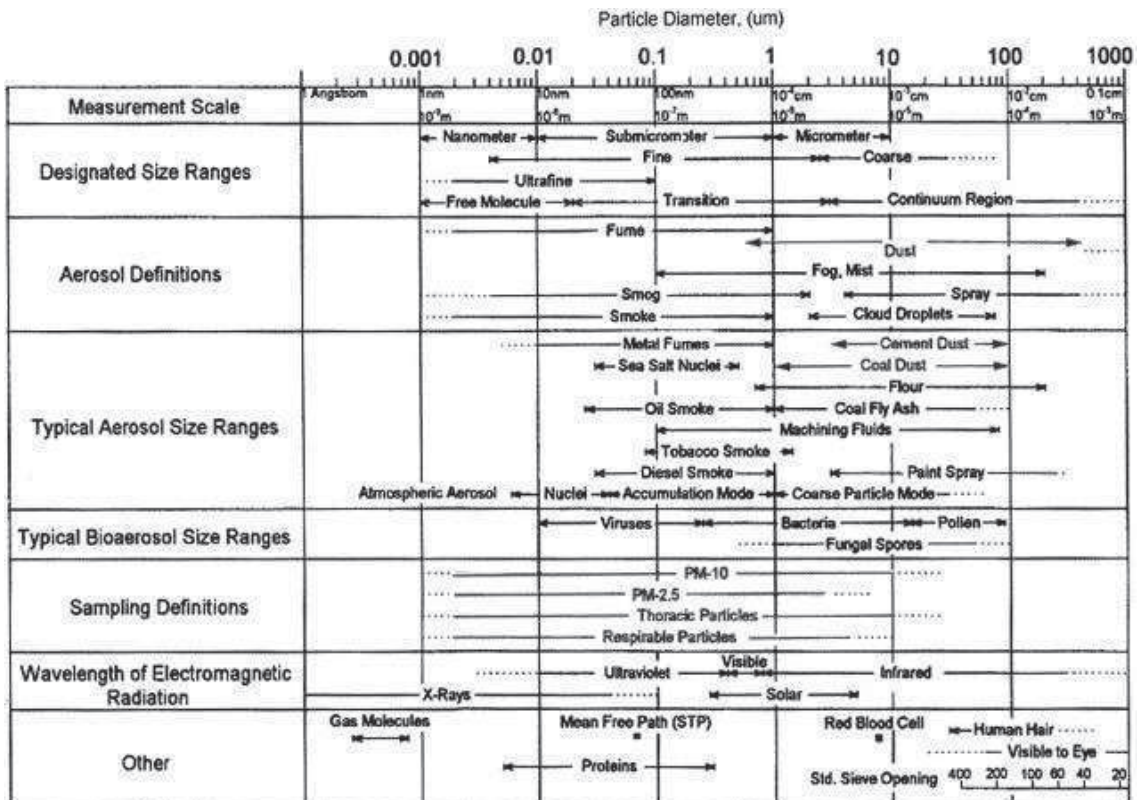 Particle Diameter, (um)
0.001 0.01 0.1 1 10 100 1000
Measurement Scale
1 Angstrom 1nm 10nm 100nm 10⁻⁴cm 10⁻³cm 10⁻²cm 0.1cm
10⁻⁹m 10⁻⁸m 10⁻⁷m 10⁻⁶m 10⁻⁵m 10⁻⁴m 10⁻³m
Designated Size Ranges
Nanometer Submicrometer Micrometer
Fine Coarse
Ultrafine
Free Molecule Transition Continuum Region
Aerosol Definitions
Fume
Dust
Fog, Mist
Smog Spray
Smoke Cloud Droplets
Typical Aerosol Size Ranges
Metal Fumes Cement Dust
Sea Salt Nuclei Coal Dust
Flour
Oil Smoke Coal Fly Ash
Machining Fluids
Tobacco Smoke
Diesel Smoke Paint Spray
Atmospheric Aerosol Nuclei Accumulation Mode Coarse Particle Mode
Typical Bioaerosol Size Ranges
Viruses Bacteria Pollen
Fungal Spores
Sampling Definitions
PM-10
PM-2.5
Thoracic Particles
Respirable Particles
Wavelength of Electromagnetic
Radiation
Visible
Ultraviolet Infrared
X-Rays Solar
Other
Gas Molecules Mean Free Path (STP) Red Blood Cell
Human Hair
Visible to Eye
Proteins
Std. Sieve Opening 400 200 100 60 40 20